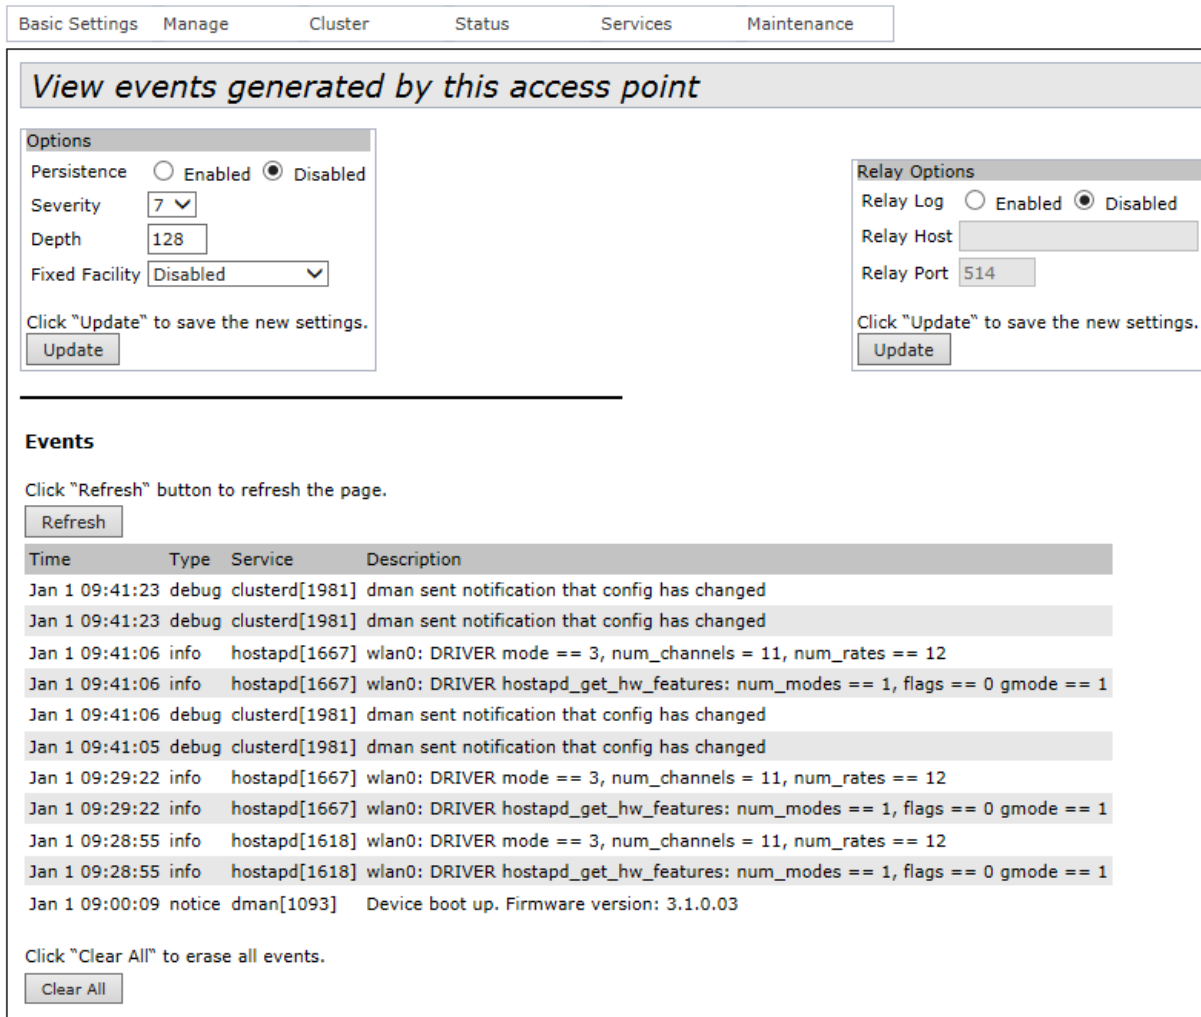 Basic Settings Manage Cluster Status Services Maintenance
View events generated by this access point
Options
Persistence Enabled Disabled
Severity 7
Depth 128
Fixed Facility Disabled
Click "Update" to save the new settings.
Update
Relay Options
Relay Log Enabled Disabled
Relay Host
Relay Port 514
Click "Update" to save the new settings.
Update
Events
Click "Refresh" button to refresh the page.
Refresh
Time Type Service Description
Jan 1 09:41:23 debug clusterd[1981] dman sent notification that config has changed
Jan 1 09:41:23 debug clusterd[1981] dman sent notification that config has changed
Jan 1 09:41:06 info hostapd[1667] wlan0: DRIVER mode == 3, num_channels = 11, num_rates == 12
Jan 1 09:41:06 info hostapd[1667] wlan0: DRIVER hostapd_get_hw_features: num_modes == 1, flags == 0 gmode == 1
Jan 1 09:41:06 debug clusterd[1981] dman sent notification that config has changed
Jan 1 09:41:05 debug clusterd[1981] dman sent notification that config has changed
Jan 1 09:29:22 info hostapd[1667] wlan0: DRIVER mode == 3, num_channels = 11, num_rates == 12
Jan 1 09:29:22 info hostapd[1667] wlan0: DRIVER hostapd_get_hw_features: num_modes == 1, flags == 0 gmode == 1
Jan 1 09:28:55 info hostapd[1618] wlan0: DRIVER mode == 3, num_channels = 11, num_rates == 12
Jan 1 09:28:55 info hostapd[1618] wlan0: DRIVER hostapd_get_hw_features: num_modes == 1, flags == 0 gmode == 1
Jan 1 09:00:09 notice dman[1093] Device boot up. Firmware version: 3.1.0.03
Click "Clear All" to erase all events.
Clear All